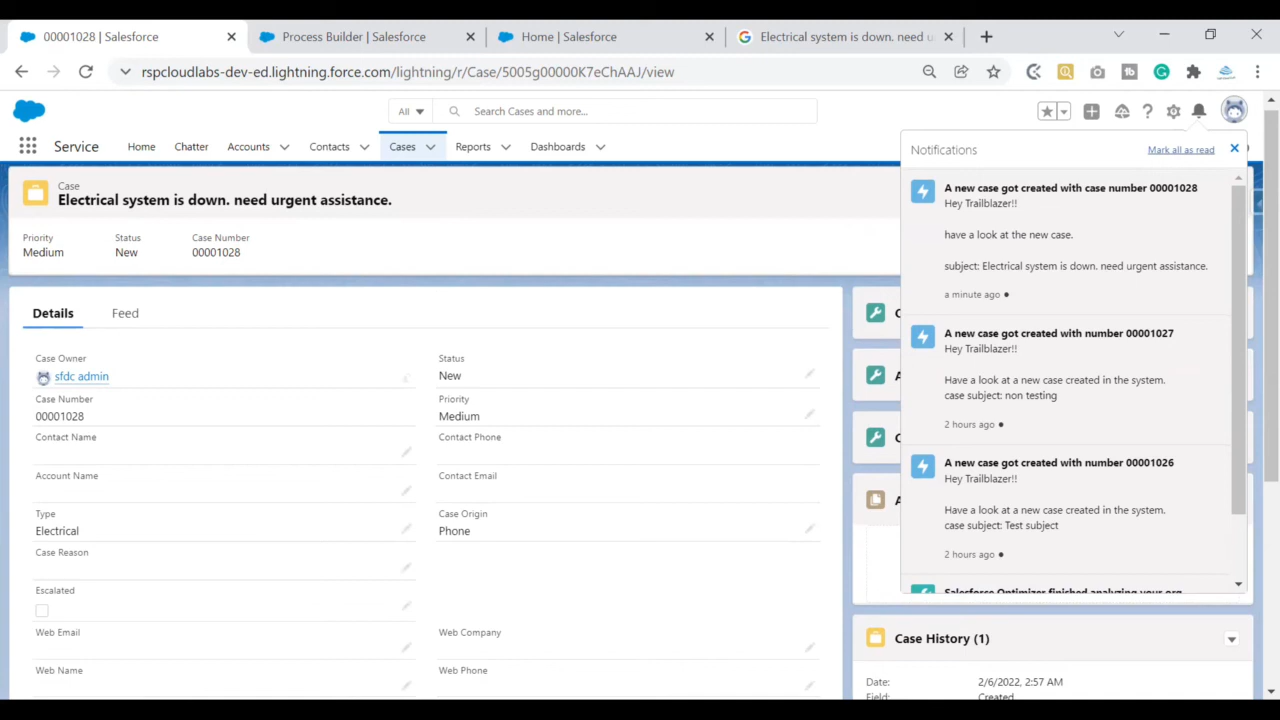 00001028 | Salesforce
Process Builder | Salesforce
Home | Salesforce
Electrical system is down. need u
rspcloudlabs-dev-ed.lightning.force.com/lightning/r/Case/5005g00000K7eChAAJ/view
All
Search Cases and more...
Service
Home
Chatter
Accounts
Contacts
Cases
Reports
Dashboards
Case
Electrical system is down. need urgent assistance.
Priority
Medium
Status
New
Case Number
00001028
Details
Feed
Case Owner
sfdc admin
Status
New
Case Number
00001028
Priority
Medium
Contact Name
Contact Phone
Account Name
Contact Email
Type
Electrical
Case Origin
Phone
Case Reason
Escalated
Web Email
Web Company
Web Name
Web Phone
Notifications
Mark all as read
A new case got created with case number 00001028
Hey Trailblazer!!
have a look at the new case.
subject: Electrical system is down. need urgent assistance.
a minute ago
A new case got created with number 00001027
Hey Trailblazer!!
Have a look at a new case created in the system.
case subject: non testing
2 hours ago
A new case got created with number 00001026
Hey Trailblazer!!
Have a look at a new case created in the system.
case subject: Test subject
2 hours ago
Salesforce Optimizer finished analyzing your org
Case History (1)
Date:
2/6/2022, 2:57 AM
Field:
Created